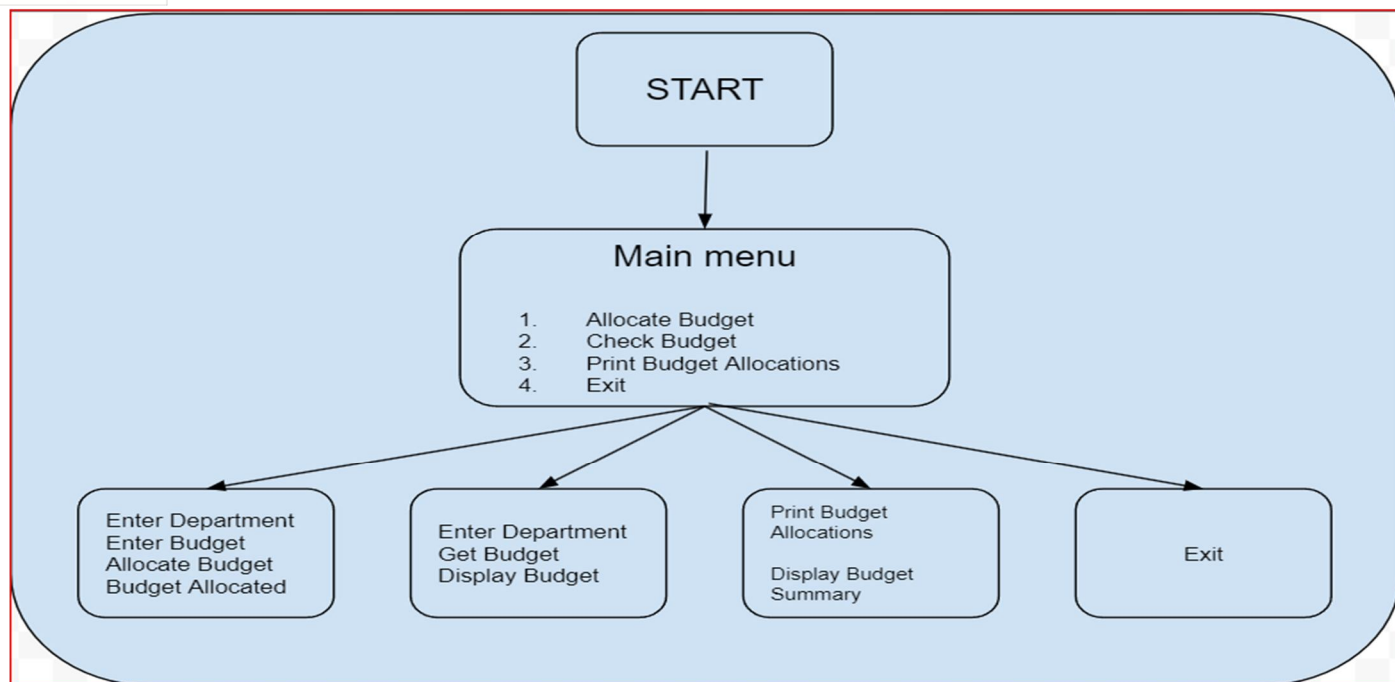 START
Main menu
1. Allocate Budget
2. Check Budget
3. Print Budget Allocations
4. Exit
Enter Department
Enter Budget
Allocate Budget
Budget Allocated
Enter Department
Get Budget
Display Budget
Print Budget
Allocations
Display Budget
Summary
Exit